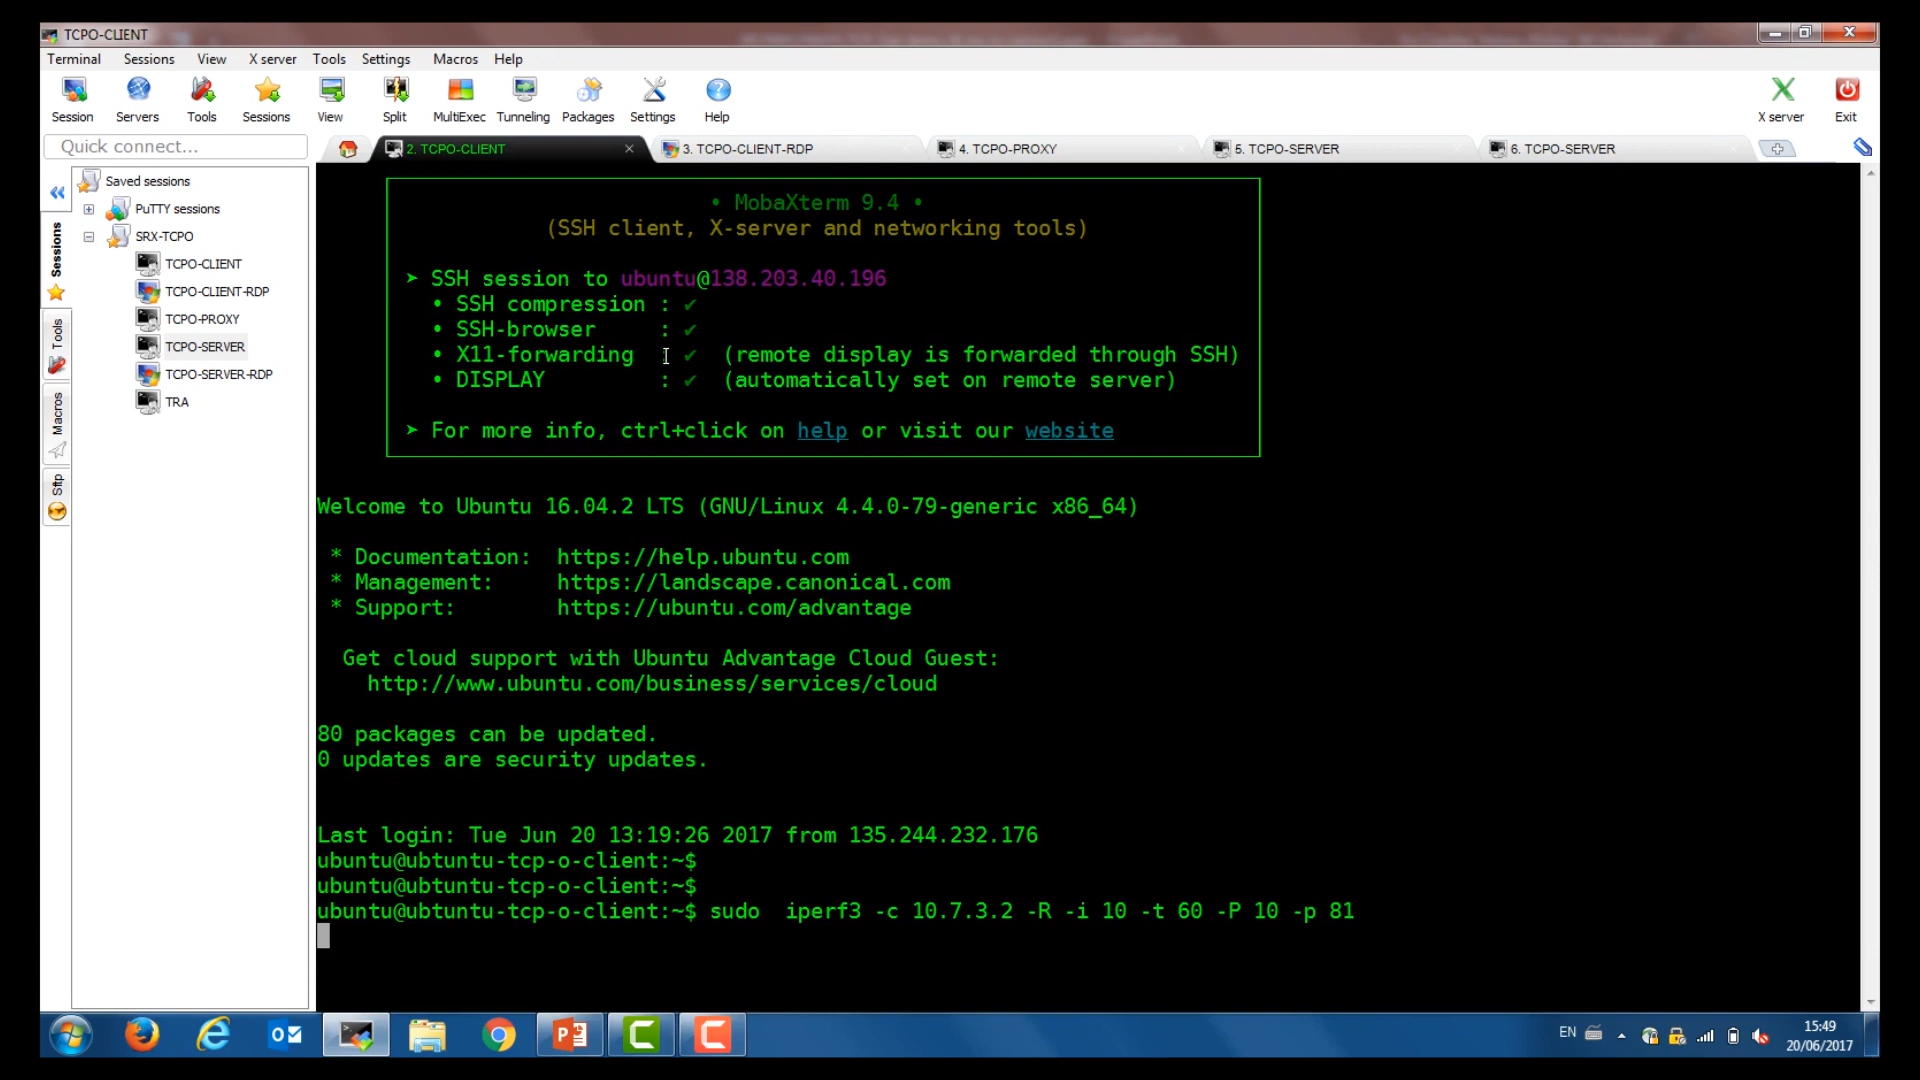 TCPO-CLIENT
Terminal Sessions View X server Tools Settings Macros Help
Session Servers Tools Sessions View Split MultiExec Tunneling Packages Settings Help X server Exit
Quick connect...
2. TCPO-CLIENT 3. TCPO-CLIENT-RDP 4. TCPO-PROXY 5. TCPO-SERVER 6. TCPO-SERVER
Sessions
Tools
Macros
Sftp
Saved sessions
PuTTY sessions
SRX-TCPO
TCPO-CLIENT
TCPO-CLIENT-RDP
TCPO-PROXY
TCPO-SERVER
TCPO-SERVER-RDP
TRA
• MobaXterm 9.4 •
(SSH client, X-server and networking tools)
➤ SSH session to ubuntu@138.203.40.196
• SSH compression : ✔
• SSH-browser : ✔
• X11-forwarding : ✔ (remote display is forwarded through SSH)
• DISPLAY : ✔ (automatically set on remote server)
➤ For more info, ctrl+click on help or visit our website
Welcome to Ubuntu 16.04.2 LTS (GNU/Linux 4.4.0-79-generic x86_64)
* Documentation: https://help.ubuntu.com
* Management: https://landscape.canonical.com
* Support: https://ubuntu.com/advantage
Get cloud support with Ubuntu Advantage Cloud Guest:
http://www.ubuntu.com/business/services/cloud
80 packages can be updated.
0 updates are security updates.
Last login: Tue Jun 20 13:19:26 2017 from 135.244.232.176
ubuntu@ubtuntu-tcp-o-client:~$
ubuntu@ubtuntu-tcp-o-client:~$
ubuntu@ubtuntu-tcp-o-client:~$ sudo  iperf3 -c 10.7.3.2 -R -i 10 -t 60 -P 10 -p 81
EN
15:49
20/06/2017